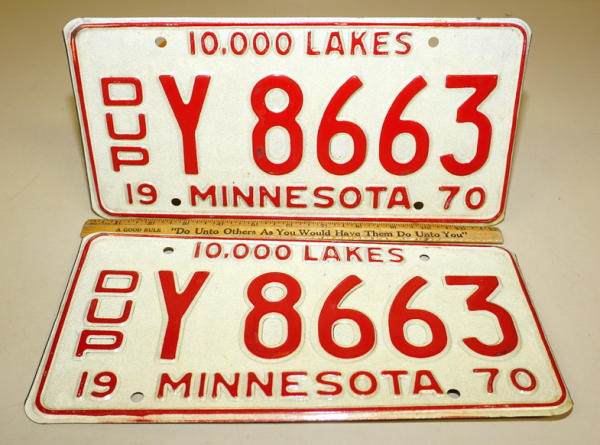 10,000 LAKES
DUP Y 8663
19 MINNESOTA 70
A GOOD RULE "Do Unto Others As You Would Have Them Do Unto You"
10,000 LAKES
DUP Y 8663
19 MINNESOTA 70